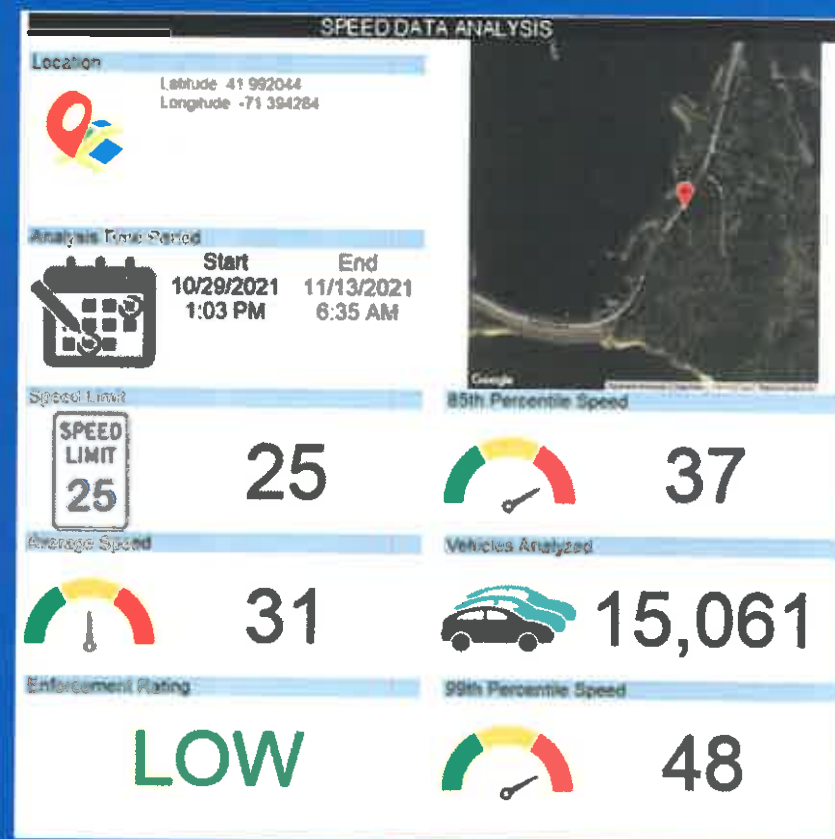 SPEED DATA ANALYSIS
Location
Latitude 41 992044
Longitude -71 394284
Analysis Time Period
Start
10/29/2021
1:03 PM
End
11/13/2021
6:35 AM
Google
Speed Limit
SPEED
LIMIT
25
25
85th Percentile Speed
37
Average Speed
31
Vehicles Analyzed
15,061
Enforcement Rating
LOW
99th Percentile Speed
48